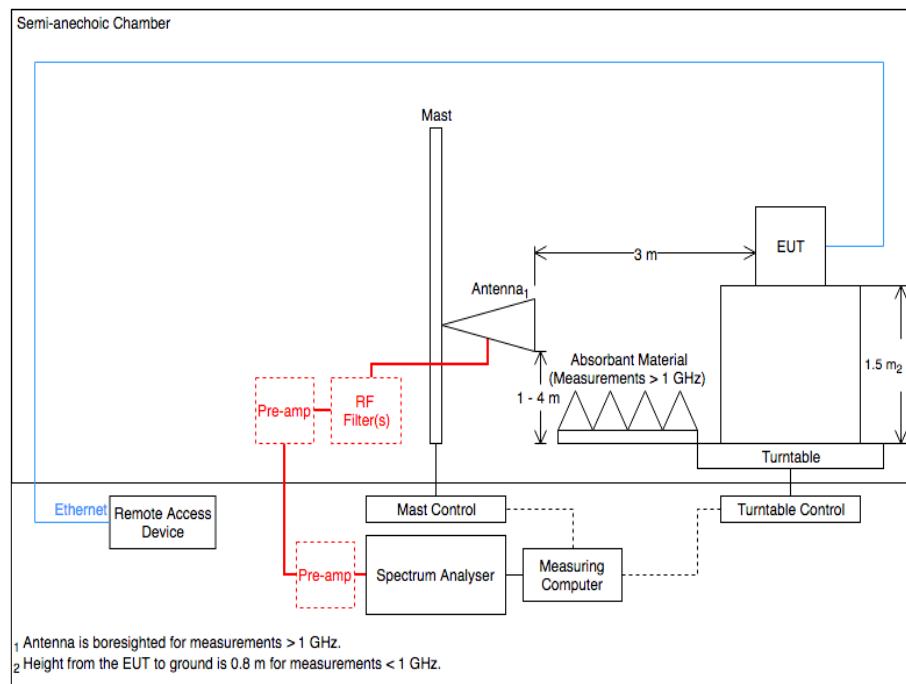 Semi-anechoic Chamber
Mast
EUT
3 m
Antenna1
Absorbant Material
(Measurements > 1 GHz)
1.5 m2
1 - 4 m
RF
Filter(s)
Pre-amp
Turntable
Ethernet
Remote Access
Device
Mast Control
Turntable Control
Pre-amp
Spectrum Analyser
Measuring
Computer
1 Antenna is boresighted for measurements > 1 GHz.
2 Height from the EUT to ground is 0.8 m for measurements < 1 GHz.